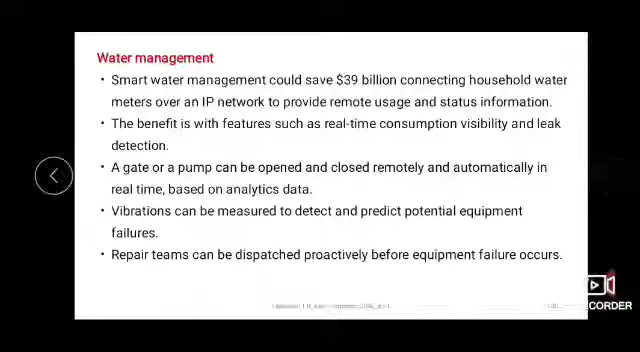 Water management
• Smart water management could save $39 billion connecting household water
meters over an IP network to provide remote usage and status information.
• The benefit is with features such as real-time consumption visibility and leak
detection.
• A gate or a pump can be opened and closed remotely and automatically in
real time, based on analytics data.
• Vibrations can be measured to detect and predict potential equipment
failures.
• Repair teams can be dispatched proactively before equipment failure occurs.
CORDER